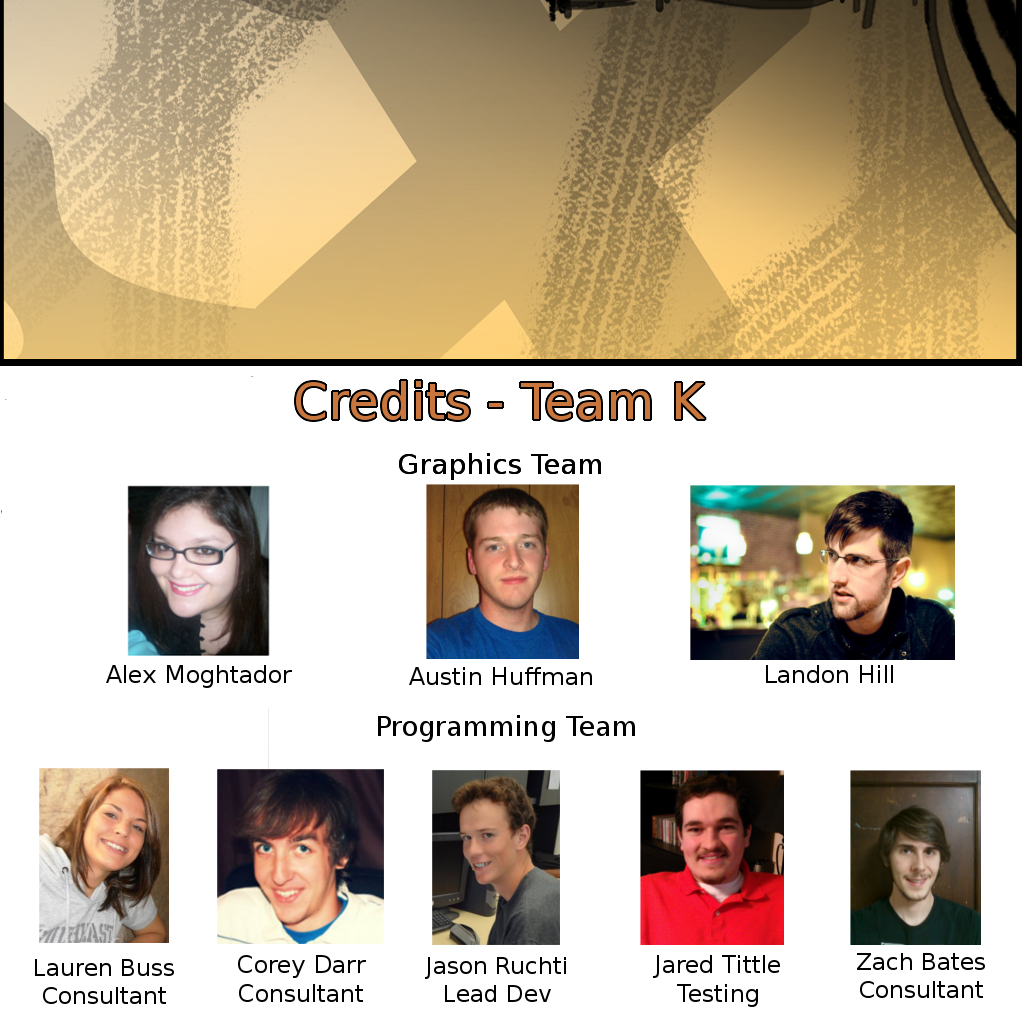 Credits - Team K
Graphics Team
Alex Moghtador
Austin Huffman
Landon Hill
Programming Team
Lauren Buss
Consultant
Corey Darr
Consultant
Jason Ruchti
Lead Dev
Jared Tittle
Testing
Zach Bates
Consultant